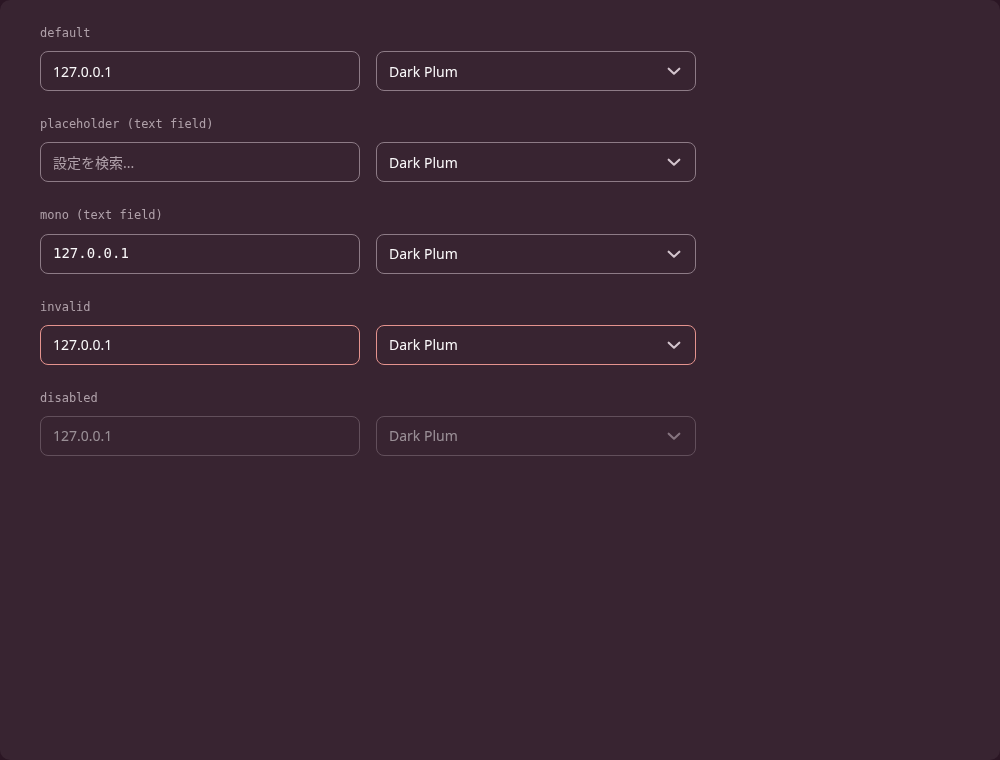 default
127.0.0.1 Dark Plum
placeholder (text field)
設定を検索... Dark Plum
mono (text field)
127.0.0.1 Dark Plum
invalid
127.0.0.1 Dark Plum
disabled
127.0.0.1 Dark Plum